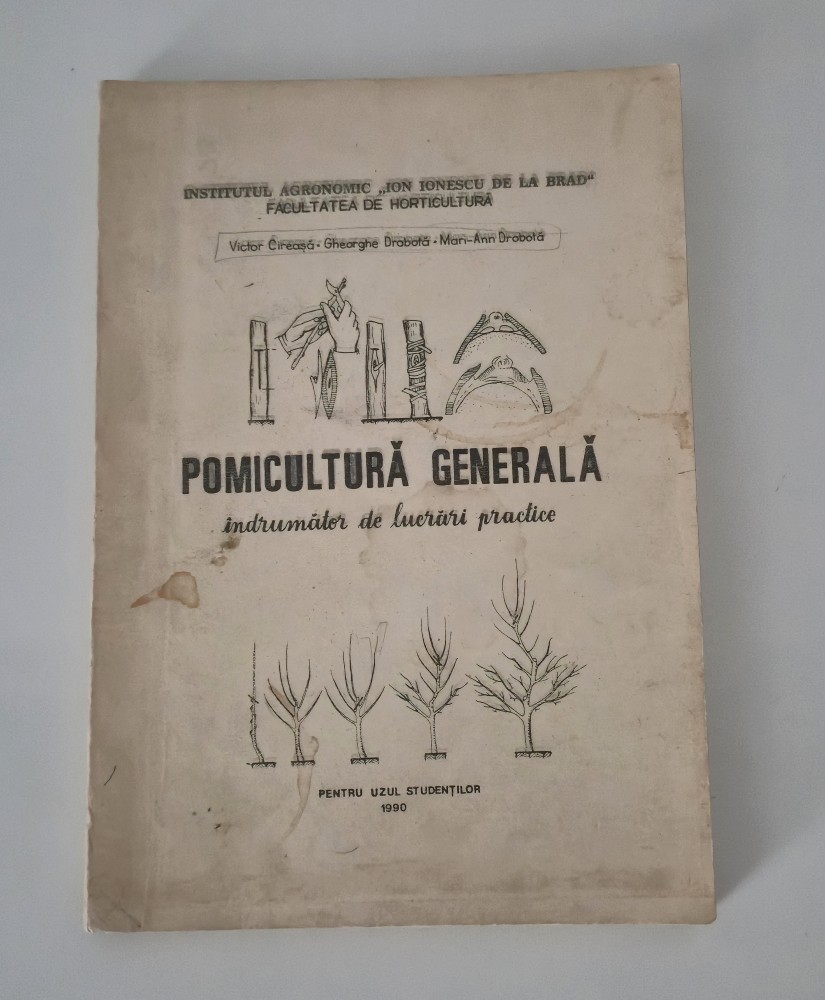 INSTITUTUL AGRONOMIC „ION IONESCU DE LA BRAD“
FACULTATEA DE HORTICULTURĂ
Victor Cireașă • Gheorghe Drobotă • Mari-Ann Drobotă
POMICULTURĂ GENERALĂ
îndrumător de lucrări practice
PENTRU UZUL STUDENȚILOR
1990